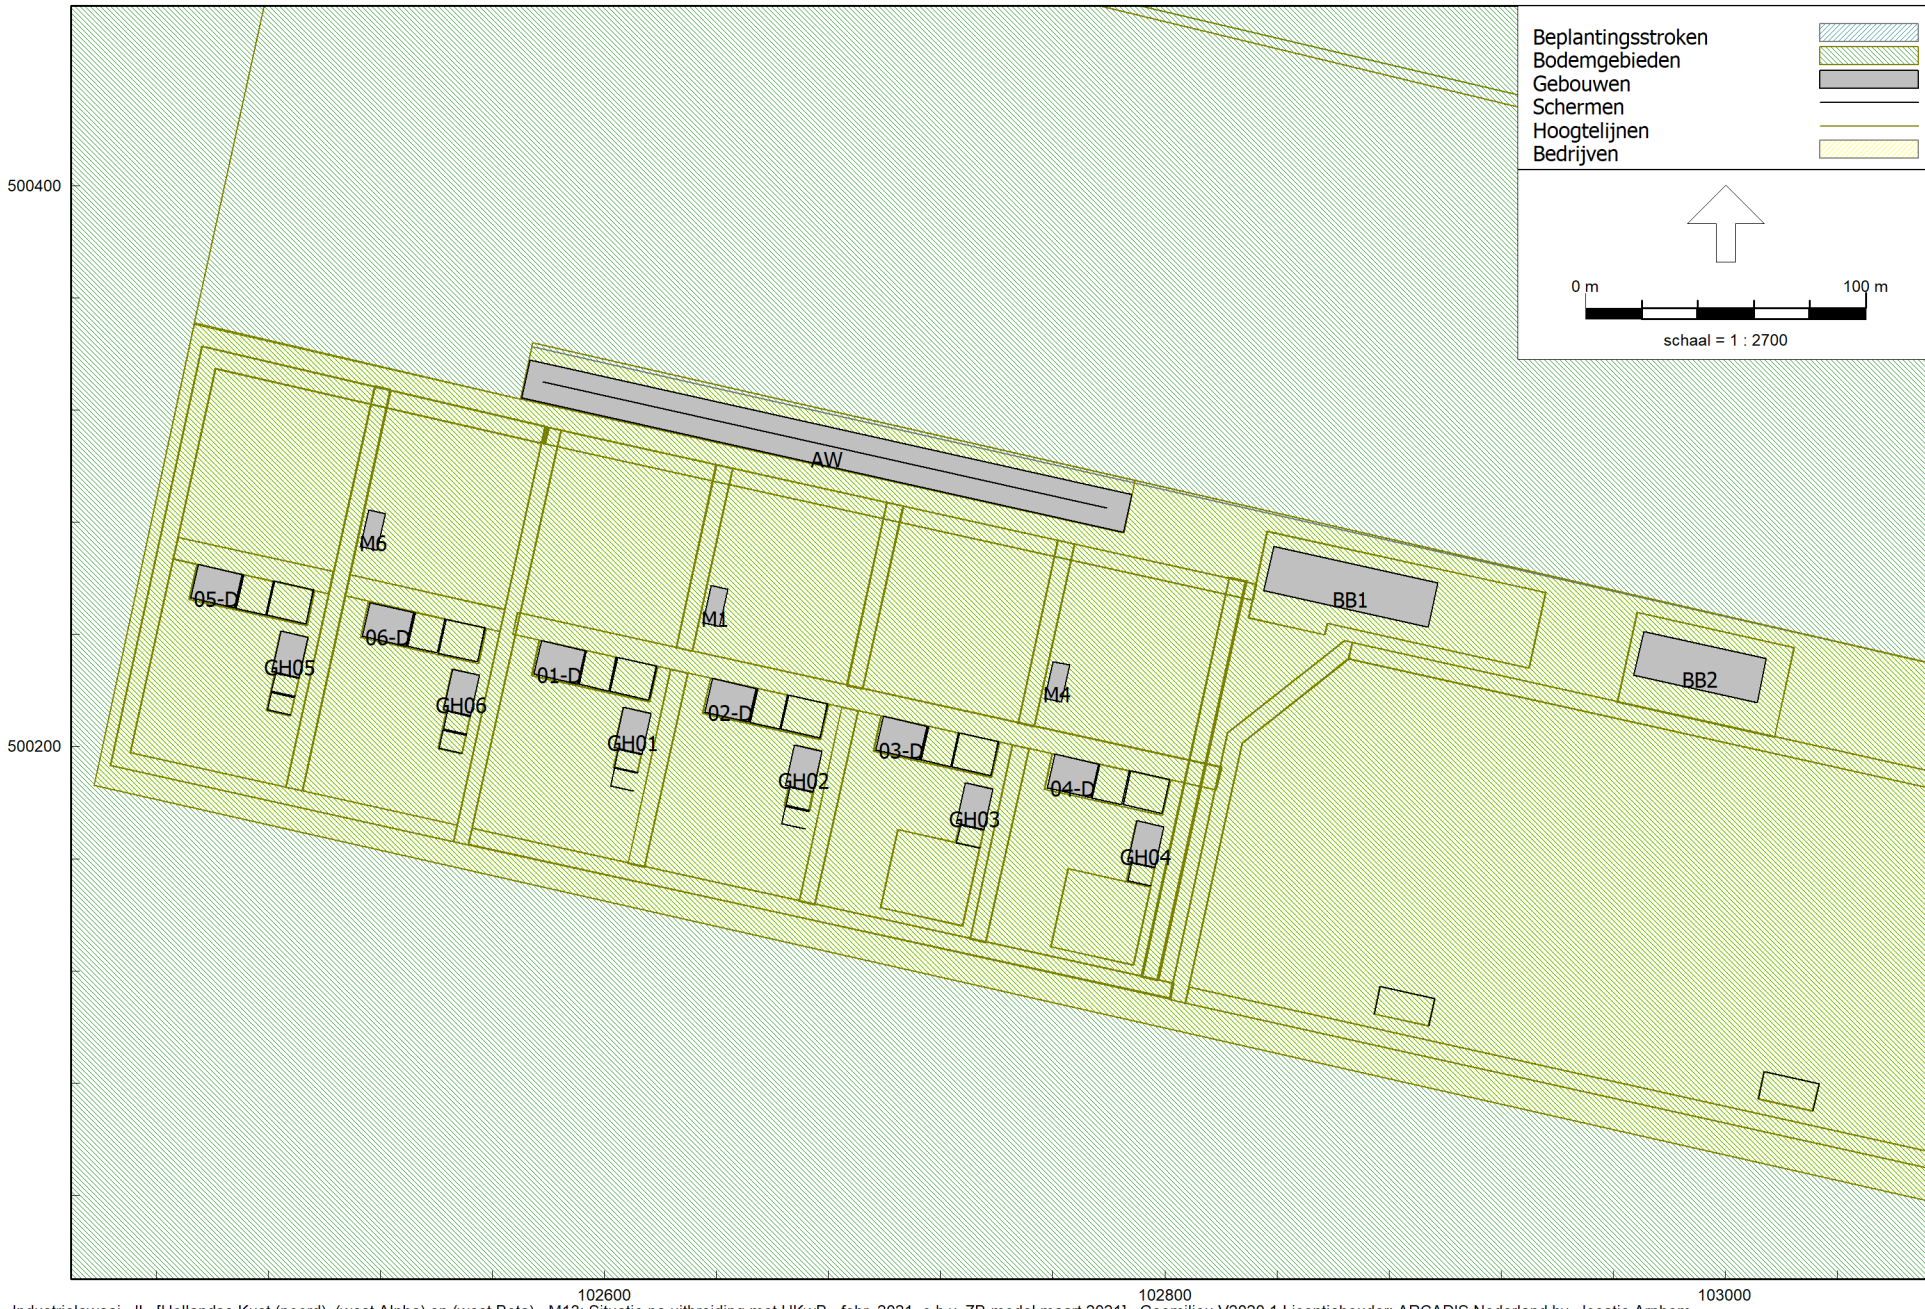 Beplantingsstroken
Bodemgebieden
Gebouwen
Schermen
Hoogtelijnen
Bedrijven
0 m 100 m
schaal = 1 : 2700
500400
AW
M6
M1
BB1
05-D
06-D
GH05
01-D
M4
BB2
GH06
02-D
GH01
500200
03-D
GH02
04-D
GH03
GH04
102600 102800 103000